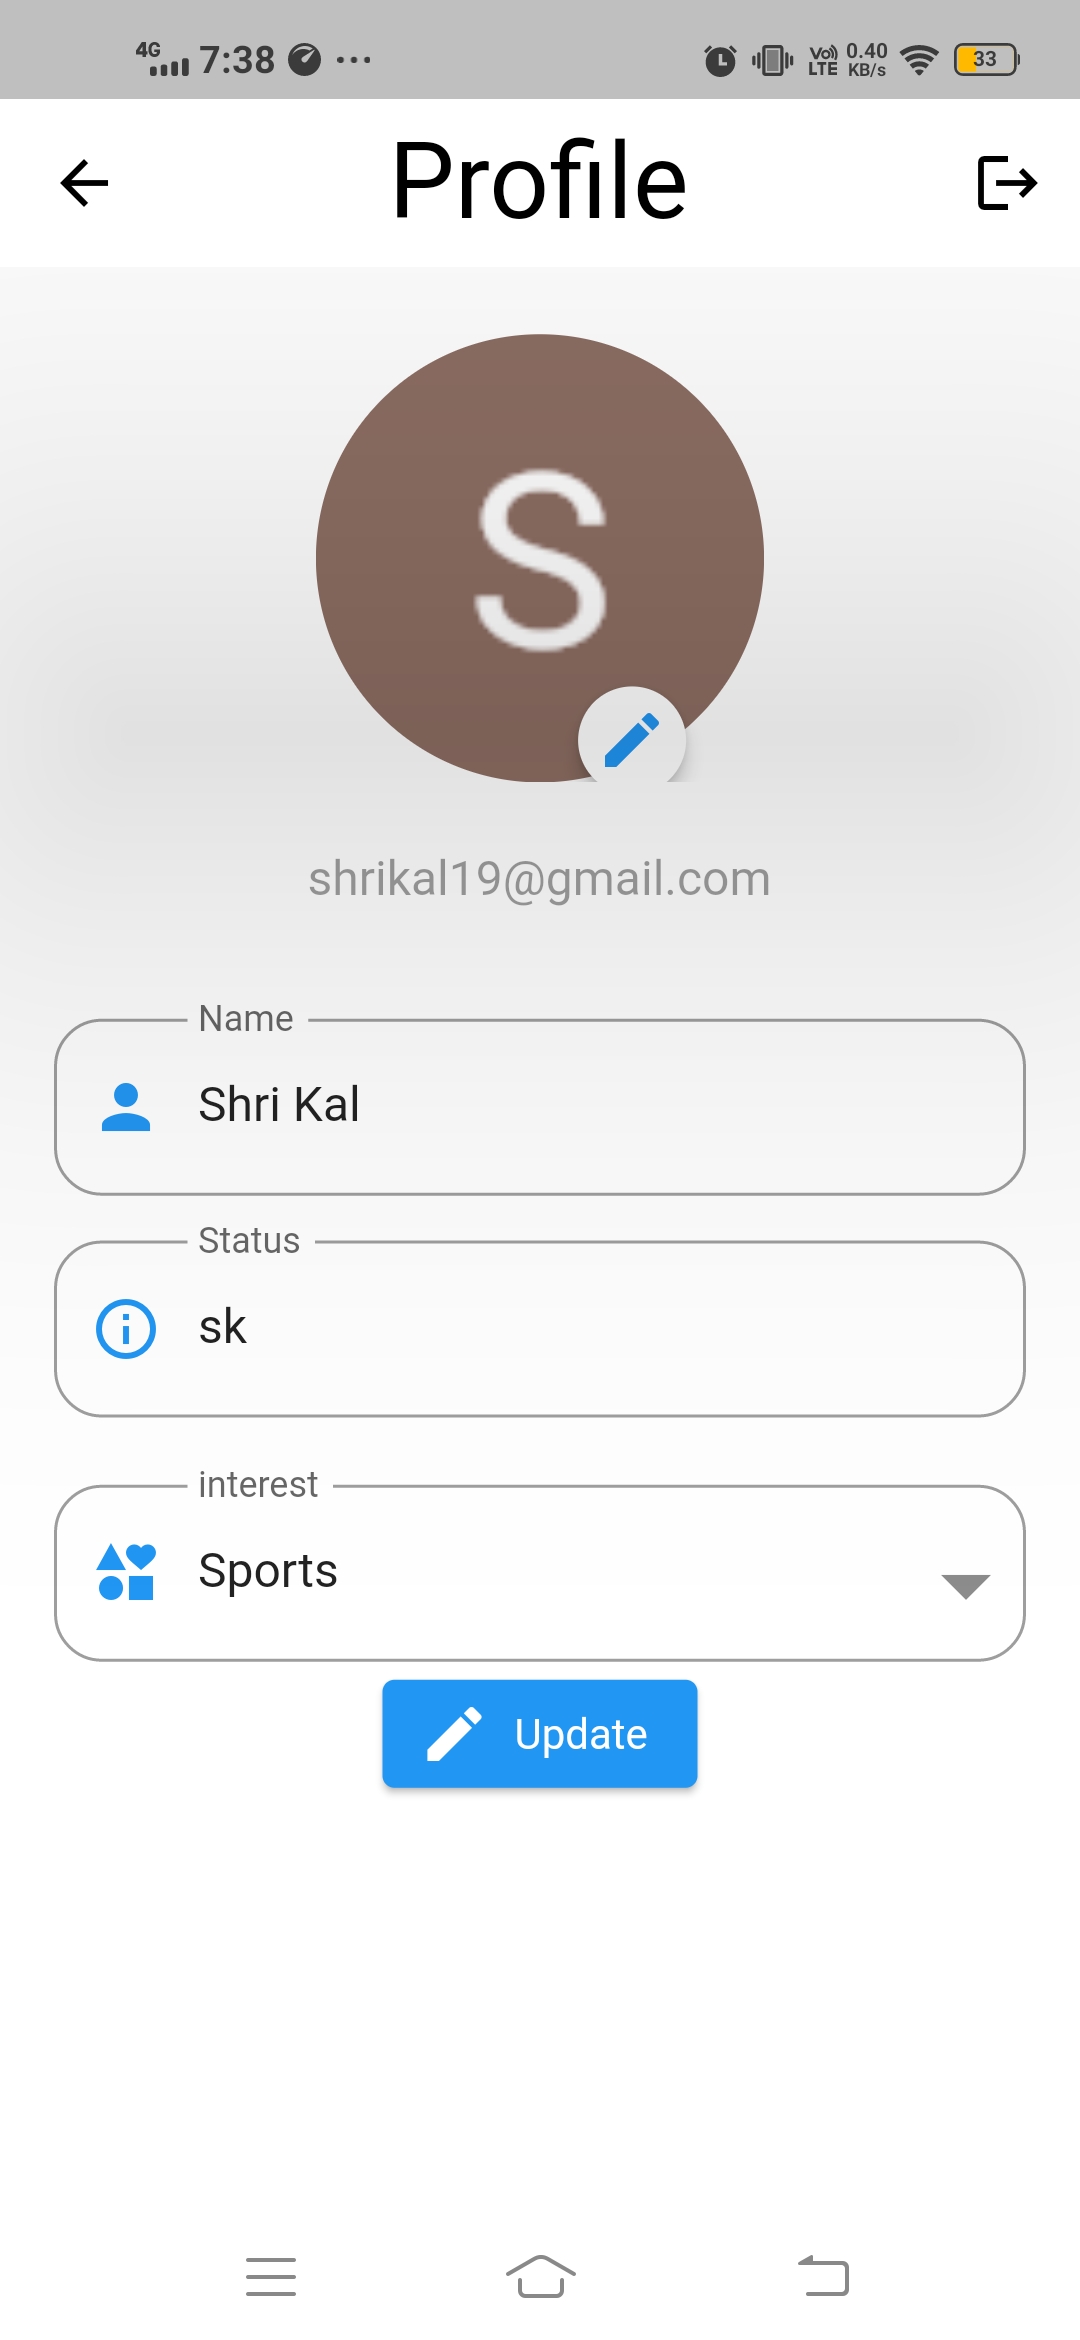 4G 7:38 ... Vo) LTE 0.40 KB/s 33
Profile
S
shrikal19@gmail.com
Name
Shri Kal
Status
sk
interest
Sports
Update